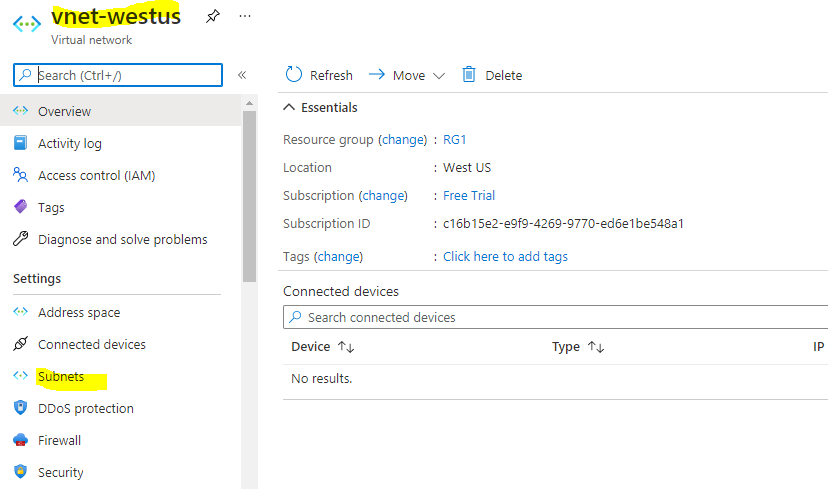 vnet-westus
Virtual network
Search (Ctrl+/)
Overview
Activity log
Access control (IAM)
Tags
Diagnose and solve problems
Settings
Address space
Connected devices
Subnets
DDoS protection
Firewall
Security
Refresh Move Delete
Essentials
Resource group (change) : RG1
Location : West US
Subscription (change) : Free Trial
Subscription ID : c16b15e2-e9f9-4269-9770-ed6e1be548a1
Tags (change) : Click here to add tags
Connected devices
Search connected devices
Device Type IP
No results.